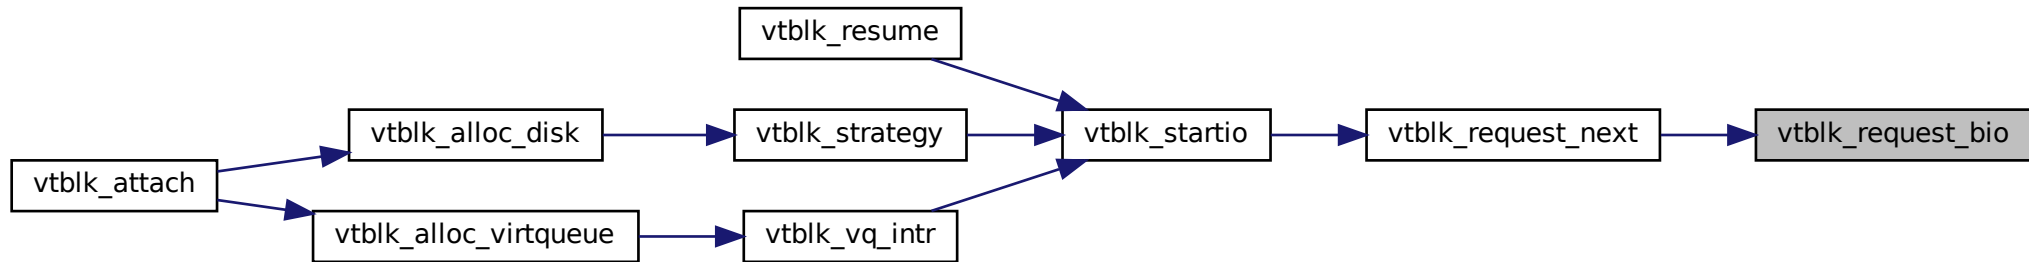 vtblk_resume
vtblk_alloc_disk
vtblk_strategy
vtblk_startio
vtblk_request_next
vtblk_request_bio
vtblk_attach
vtblk_alloc_virtqueue
vtblk_vq_intr